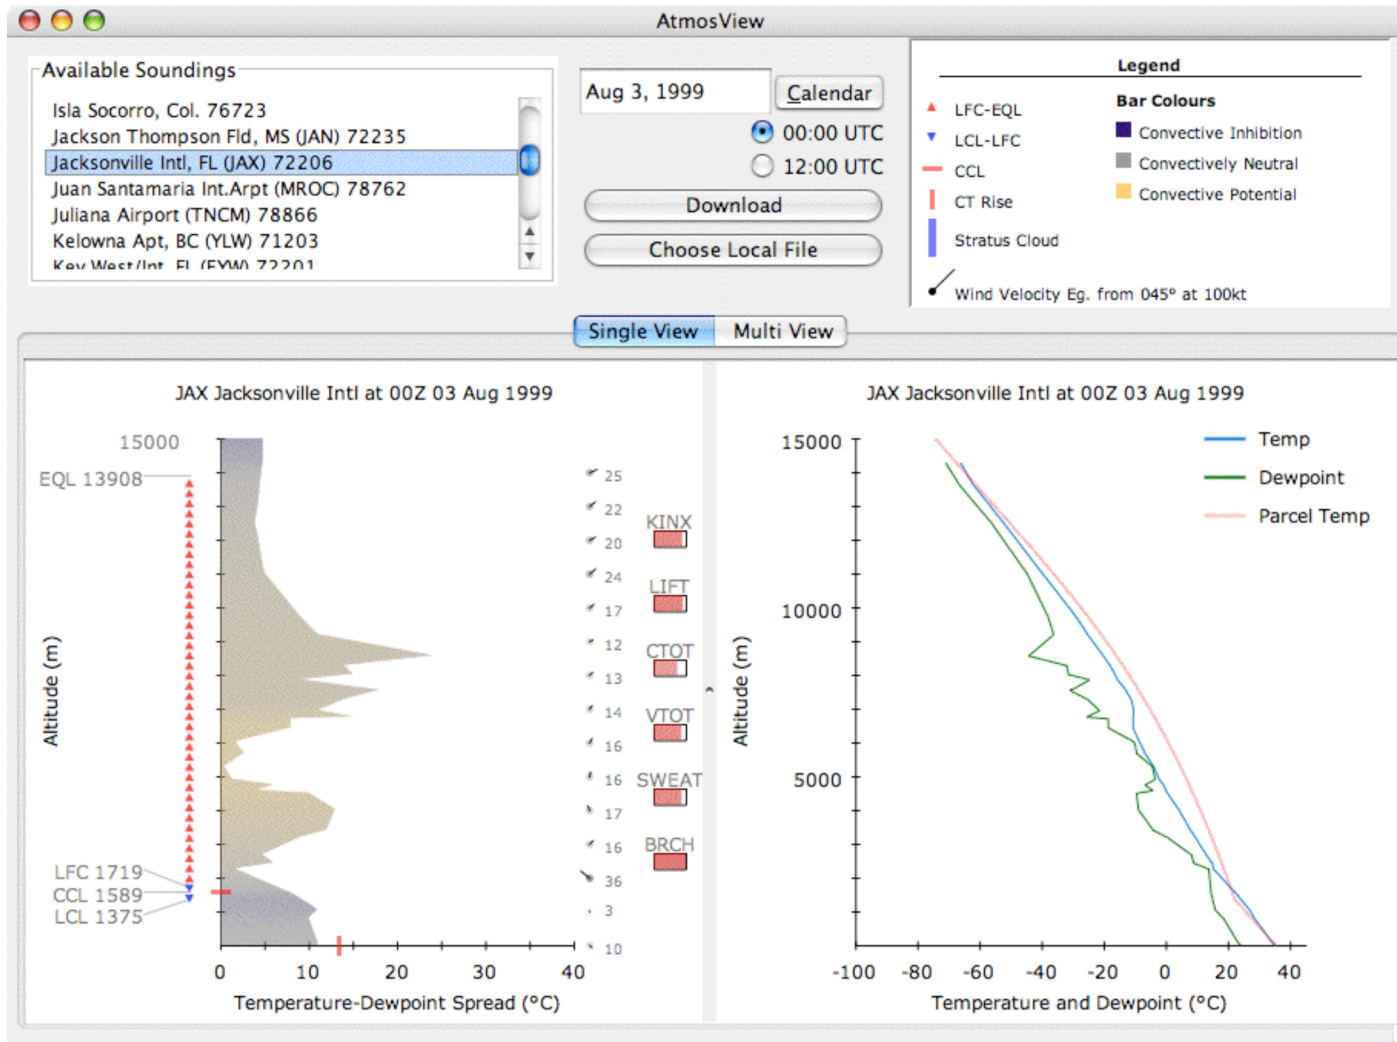 AtmosView
Available Soundings
Isla Socorro, Col. 76723
Jackson Thompson Fld, MS (JAN) 72235
Jacksonville Intl, FL (JAX) 72206
Juan Santamaria Int.Arpt (MROC) 78762
Juliana Airport (TNCM) 78866
Kelowna Apt, BC (YLW) 71203
Key West/Int, FL (EYW) 72201
Aug 3, 1999
Calendar
00:00 UTC
12:00 UTC
Download
Choose Local File
Legend
LFC-EQL
LCL-LFC
CCL
CT Rise
Stratus Cloud
Wind Velocity Eg. from 045º at 100kt
Bar Colours
Convective Inhibition
Convectively Neutral
Convective Potential
Single View
Multi View
JAX Jacksonville Intl at 00Z 03 Aug 1999
15000
EQL 13908
LFC 1719
CCL 1589
LCL 1375
Altitude (m)
0 10 20 30 40
Temperature-Dewpoint Spread (°C)
25
22
20
24
17
12
13
14
16
16
17
16
36
3
10
KINX
LIFT
CTOT
VTOT
SWEAT
BRCH
JAX Jacksonville Intl at 00Z 03 Aug 1999
15000
10000
5000
Altitude (m)
-100 -80 -60 -40 -20 0 20 40
Temperature and Dewpoint (°C)
Temp
Dewpoint
Parcel Temp